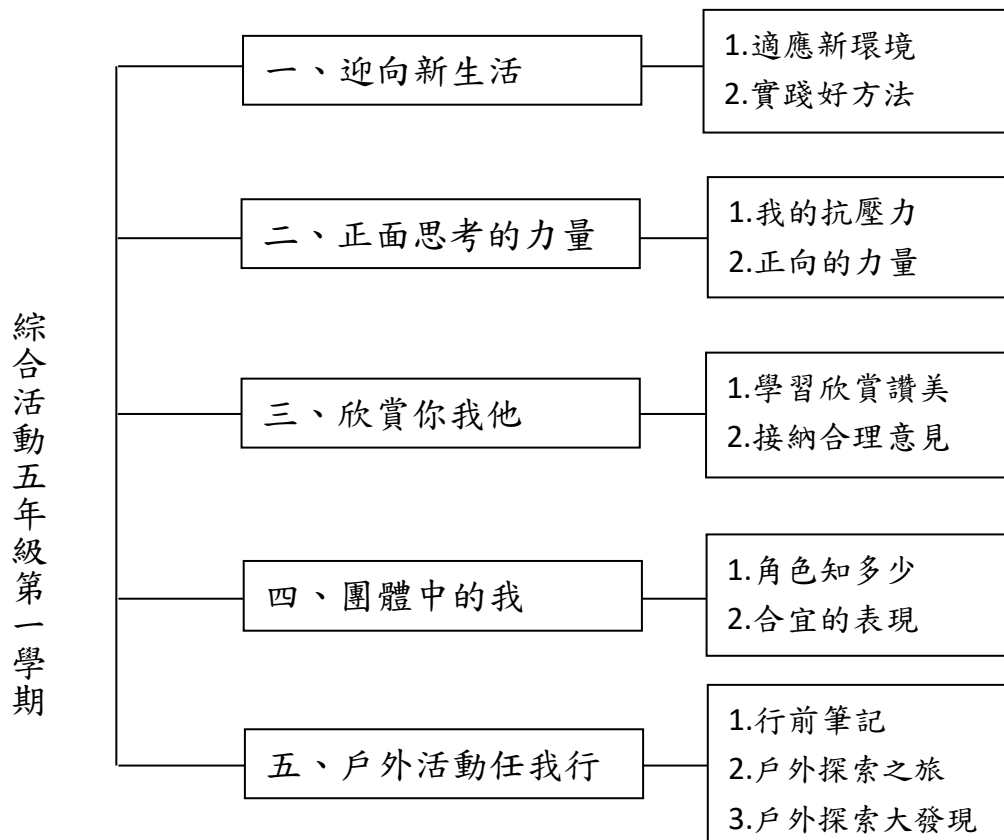 綜合活動五年級第一學期
一、迎向新生活
1.適應新環境
2.實踐好方法
二、正面思考的力量
1.我的抗壓力
2.正向的力量
三、欣賞你我他
1.學習欣賞讚美
2.接納合理意見
四、團體中的我
1.角色知多少
2.合宜的表現
五、戶外活動任我行
1.行前筆記
2.戶外探索之旅
3.戶外探索大發現